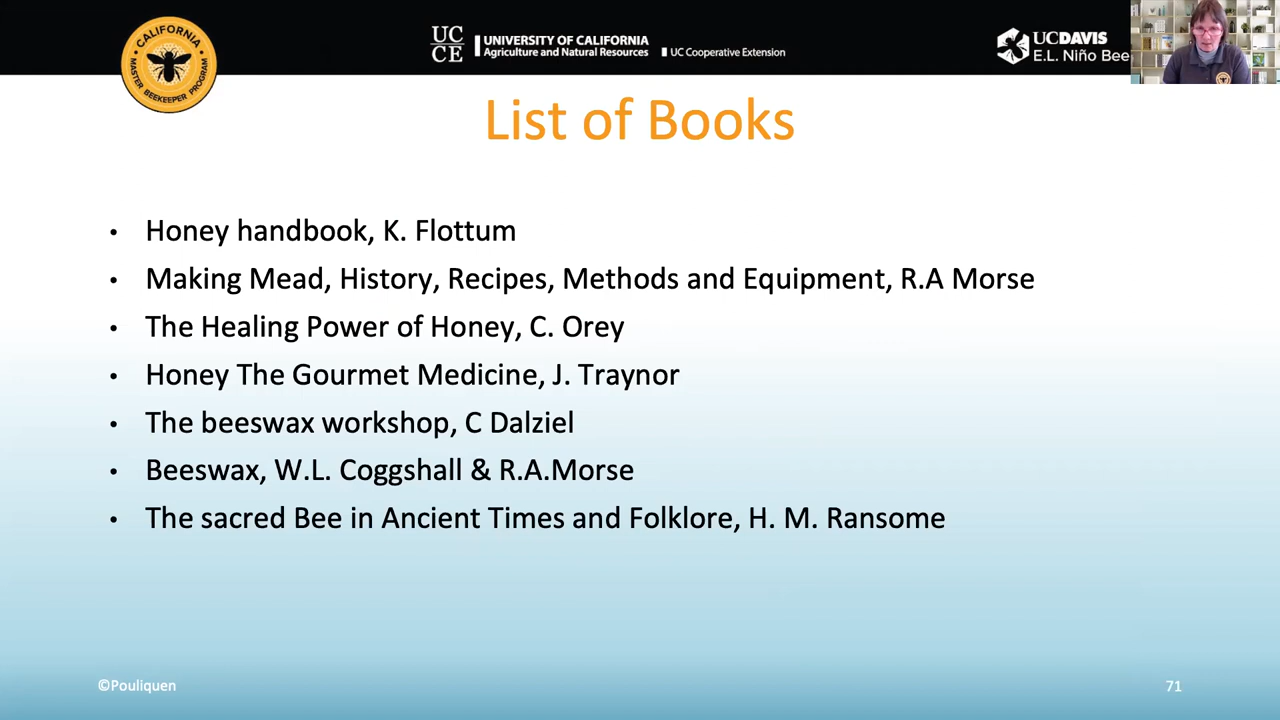 CALIFORNIA
MASTER BEEKEEPER PROGRAM
UC
CE
UNIVERSITY OF CALIFORNIA
Agriculture and Natural Resources
UC Cooperative Extension
UCDAVIS
E.L. Niño Bee
List of Books
• Honey handbook, K. Flottum
• Making Mead, History, Recipes, Methods and Equipment, R.A Morse
• The Healing Power of Honey, C. Orey
• Honey The Gourmet Medicine, J. Traynor
• The beeswax workshop, C Dalziel
• Beeswax, W.L. Coggshall & R.A.Morse
• The sacred Bee in Ancient Times and Folklore, H. M. Ransome
©Pouliquen
71